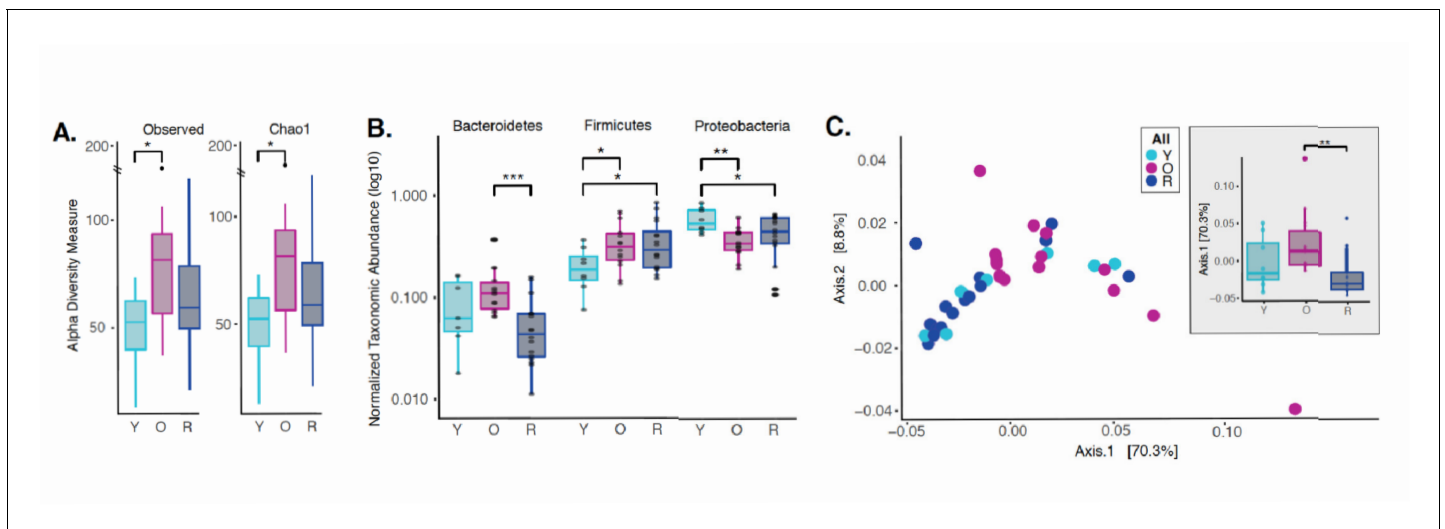 A.
Observed
Chao1
200
100
50
*
200
100
50
*
Alpha Diversity Measure
Y O R
Y O R
B.
Bacteroidetes
Firmicutes
Proteobacteria
Normalized Taxonomic Abundance (log10)
1.000
0.100
0.010
***
*
*
**
*
Y O R
Y O R
Y O R
C.
0.04
0.02
0.00
−0.02
−0.04
Axis.2 [8.8%]
−0.05 0.00 0.05 0.10
Axis.1 [70.3%]
All
Y
O
R
**
Axis.1 [70.3%]
0.10
0.05
0.00
−0.05
Y O R